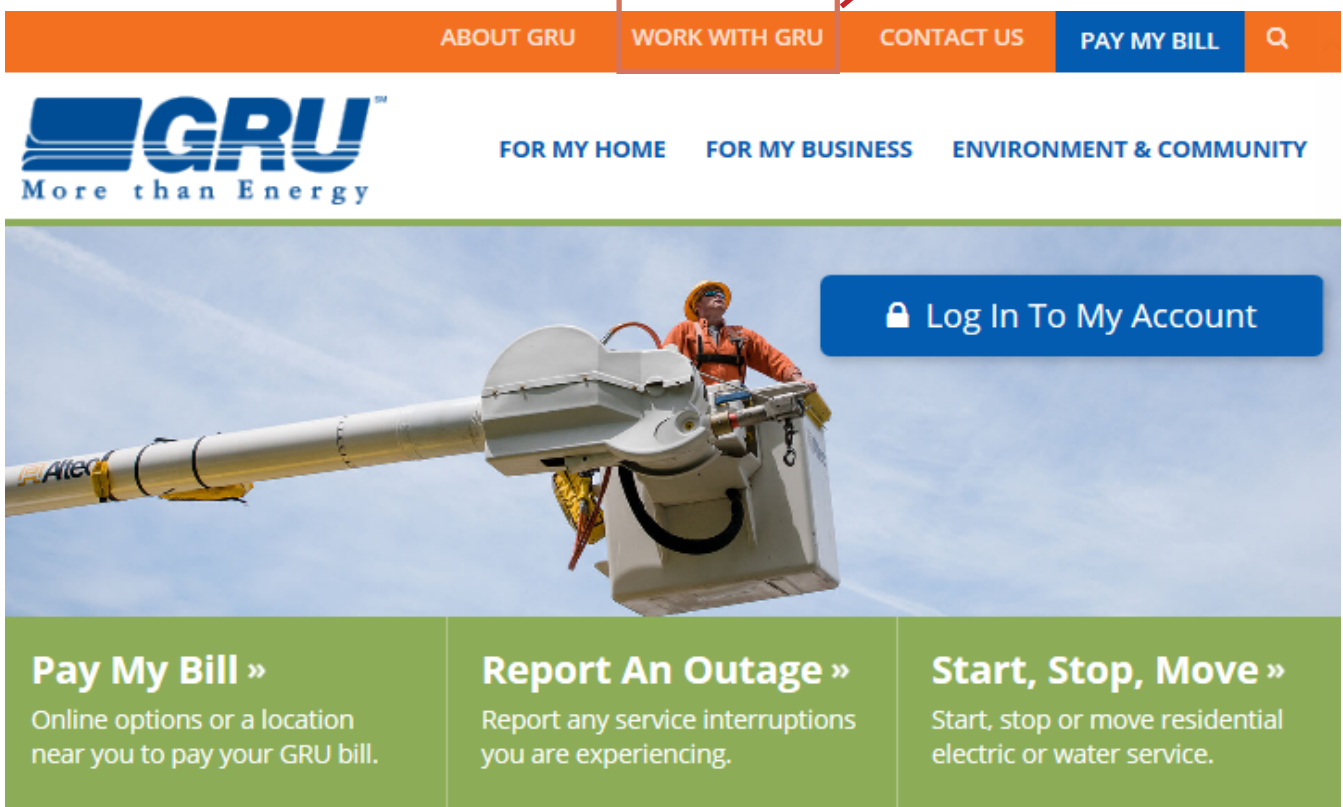 ABOUT GRU WORK WITH GRU CONTACT US PAY MY BILL
GRU SM
More than Energy
FOR MY HOME FOR MY BUSINESS ENVIRONMENT & COMMUNITY
Log In To My Account
Altec
Pay My Bill »
Online options or a location
near you to pay your GRU bill.
Report An Outage »
Report any service interruptions
you are experiencing.
Start, Stop, Move »
Start, stop or move residential
electric or water service.